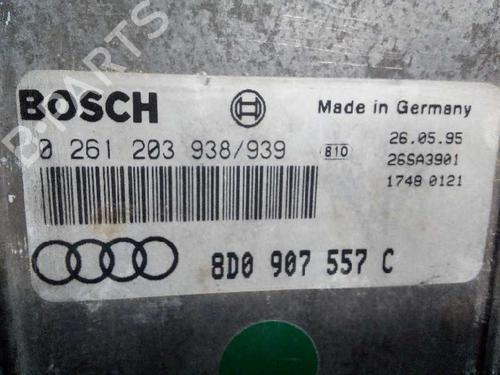 B-PARTS
BOSCH
Made in Germany
0 261 203 938/939
810
26.05.95
26SA3901
1748 0121
8D0 907 557 C